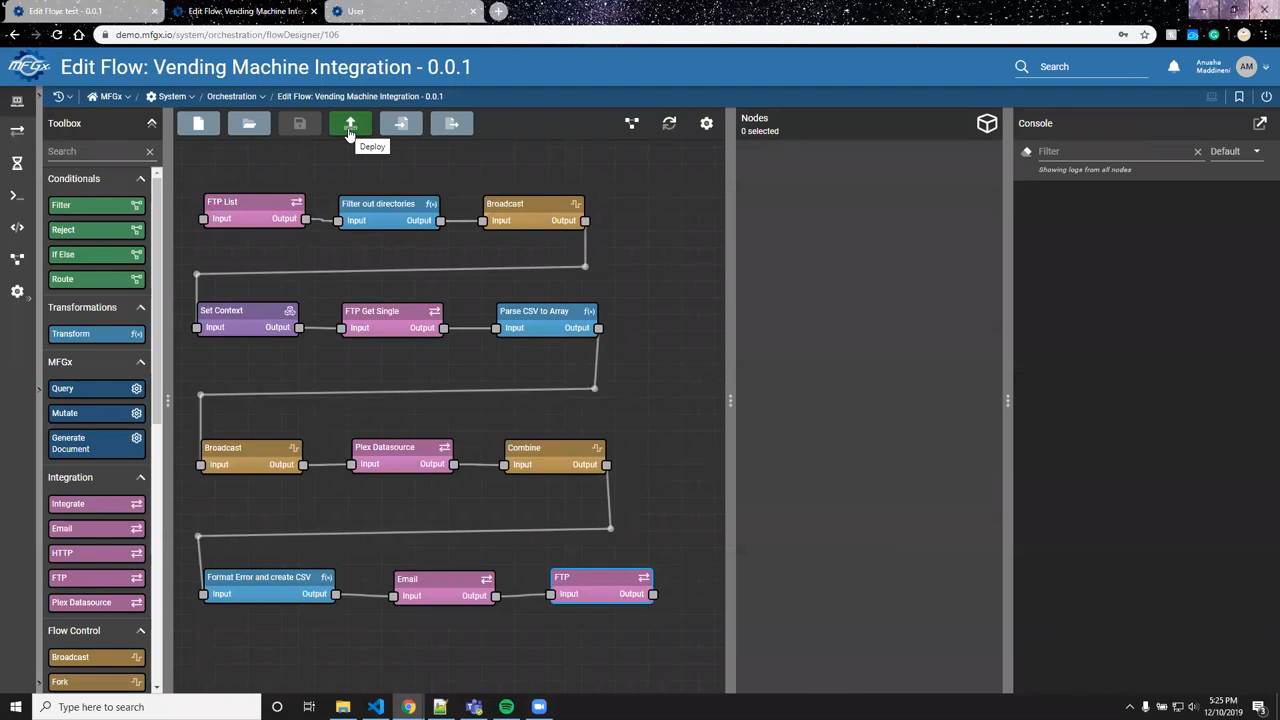 Edit Flow: test - 0.0.1
Edit Flow: Vending Machine Inte
User
demo.mfgx.io/system/orchestration/flowDesigner/106
MFGx
Edit Flow: Vending Machine Integration - 0.0.1
Search
Anusha Maddineni
AM
MFGx
System
Orchestration
Edit Flow: Vending Machine Integration - 0.0.1
Toolbox
Search
Conditionals
Filter
Reject
If Else
Route
Transformations
Transform
f(x)
MFGx
Query
Mutate
Generate
Document
Integration
Integrate
Email
HTTP
FTP
Plex Datasource
Flow Control
Broadcast
Fork
Deploy
FTP List
Input Output
Filter out directories f(x)
Input Output
Broadcast
Input Output
Set Context
Input Output
FTP Get Single
Input Output
Parse CSV to Array f(x)
Input Output
Broadcast
Input Output
Plex Datasource
Input Output
Combine
Input Output
Format Error and create CSV f(x)
Input Output
Email
Input Output
FTP
Input Output
Nodes
0 selected
Console
Filter
Default
Showing logs from all nodes
Type here to search
5:25 PM
12/10/2019
3